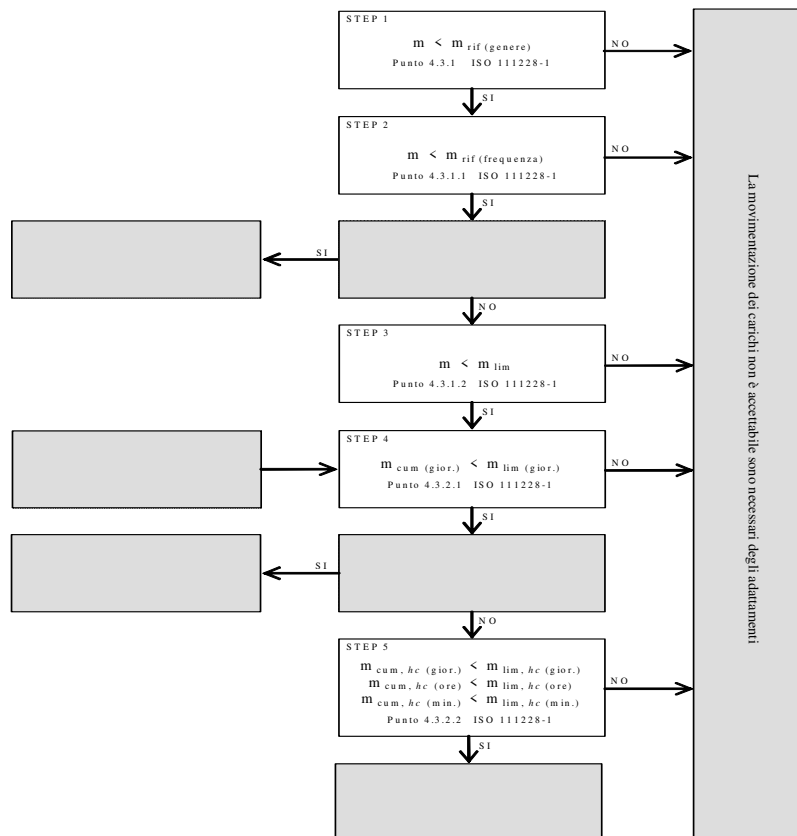 STEP 1
m < m rif (genere)
Punto 4.3.1 ISO 111228-1
NO
SI
STEP 2
m < m rif (frequenza)
Punto 4.3.1.1 ISO 111228-1
NO
SI
SI
NO
STEP 3
m < m lim
Punto 4.3.1.2 ISO 111228-1
NO
SI
STEP 4
m cum (gior.) < m lim (gior.)
Punto 4.3.2.1 ISO 111228-1
NO
SI
SI
NO
STEP 5
m cum, hc (gior.) < m lim, hc (gior.)
m cum, hc (ore) < m lim, hc (ore)
m cum, hc (min.) < m lim, hc (min.)
Punto 4.3.2.2 ISO 111228-1
NO
SI
La movimentazione dei carichi non è accettabile sono necessari degli adattamenti